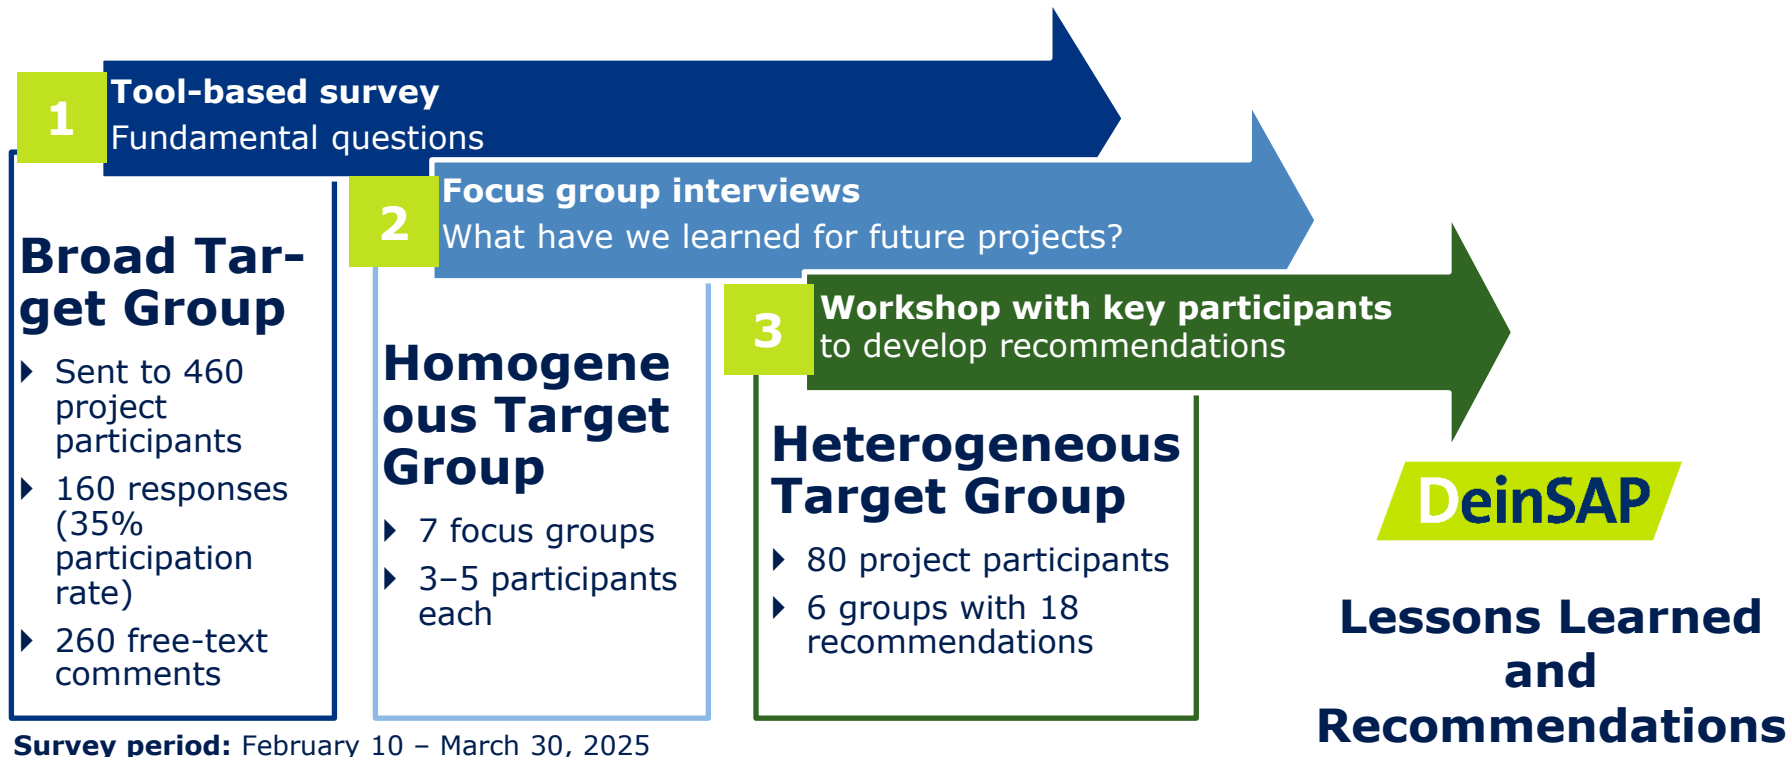 1
Tool-based survey
Fundamental questions
Broad Tar-
get Group
Sent to 460
project
participants
160 responses
(35%
participation
rate)
260 free-text
comments
2
Focus group interviews
What have we learned for future projects?
Homogene
ous Target
Group
7 focus groups
3–5 participants
each
3
Workshop with key participants
to develop recommendations
Heterogeneous
Target Group
80 project participants
6 groups with 18
recommendations
DeinSAP
Lessons Learned
and
Recommendations
Survey period: February 10 – March 30, 2025